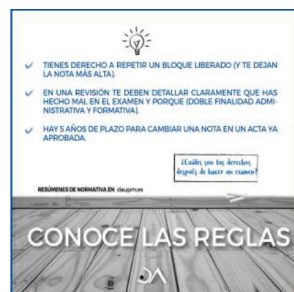 TIENES DERECHO A REPETIR UN BLOQUE LIBERADO (Y TE DEJAN
LA NOTA MÁS ALTA).
EN UNA REVISIÓN TE DEBEN DETALLAR CLARAMENTE QUE HAS
HECHO MAL EN EL EXAMEN Y PORQUE (DOBLE FINALIDAD ADMI-
NISTRATIVA Y FORMATIVA).
HAY 5 AÑOS DE PLAZO PARA CAMBIAR UNA NOTA EN UN ACTA YA
APROBADA.
¿Cuáles son tus derechos
después de hacer un examen?
RESÚMENES DE NORMATIVA EN daupm.es
CONOCE LAS REGLAS
DA